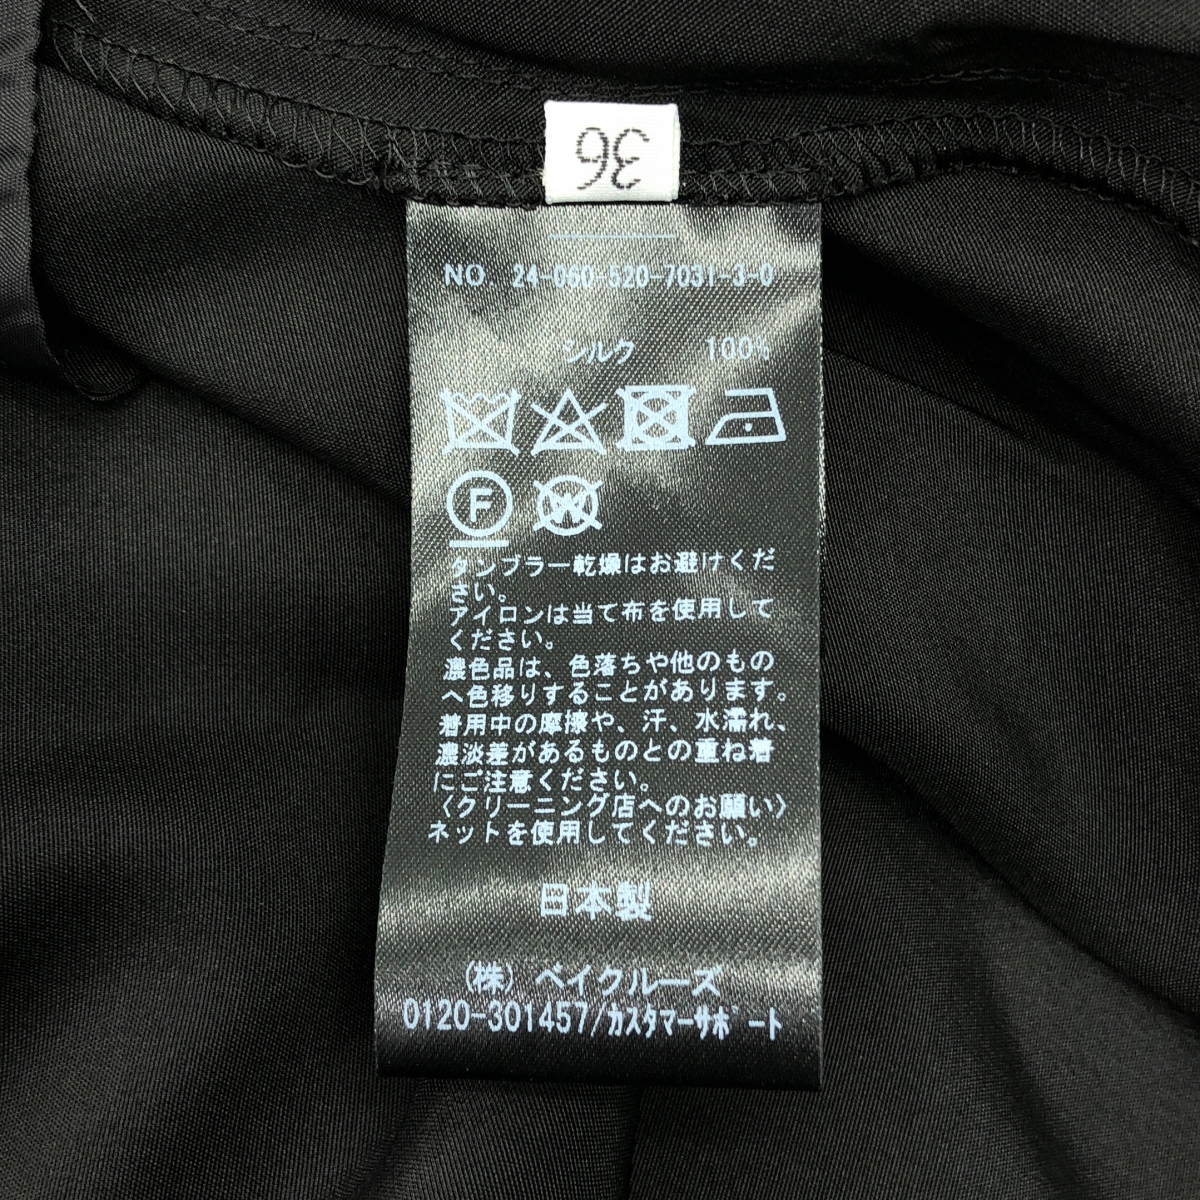 36
NO. 24-060-520-7031-3-0
シルク 100%
F
W
タンブラー乾燥はお避けくだ
さい。
アイロンは当て布を使用して
ください。
濃色品は、色落ちや他のもの
へ色移りすることがあります。
着用中の摩擦や、汗、水濡れ、
濃淡差があるものとの重ね着
にご注意ください。
〈クリーニング店へのお願い〉
ネットを使用してください。
日本製
(株) ベイクルーズ
0120-301457/ｶｽﾀﾏｰｻﾎﾟｰﾄ